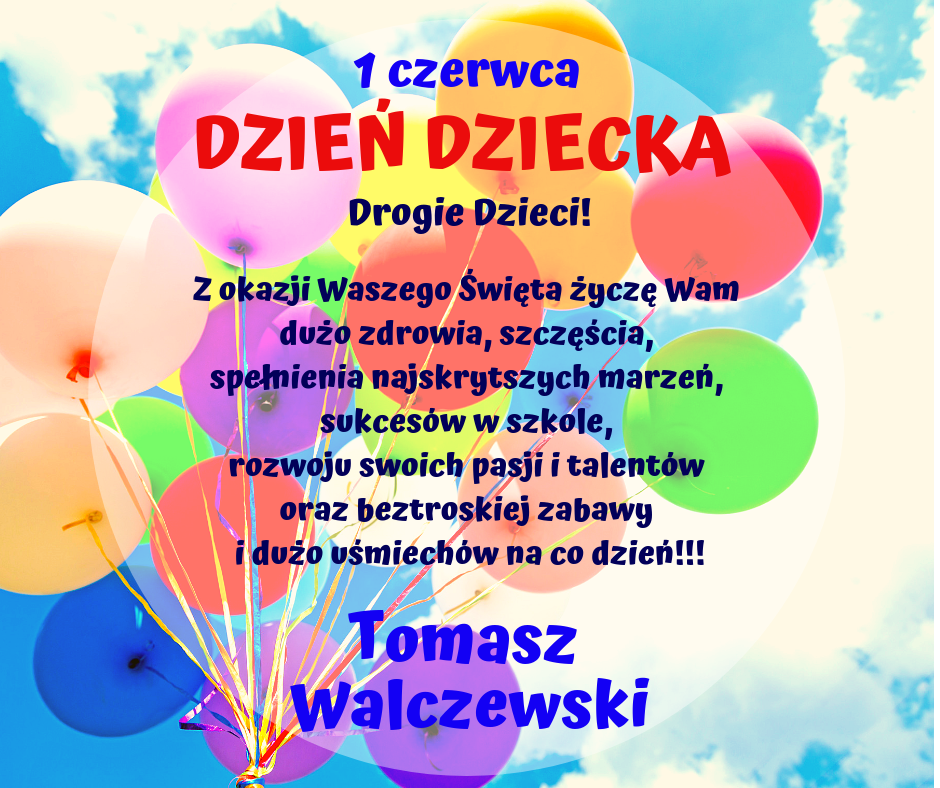 1 czerwca
DZIEŃ DZIECKA
Drogie Dzieci!
Z okazji Waszego Święta życzę Wam
dużo zdrowia, szczęścia,
spełnienia najskrytszych marzeń,
sukcesów w szkole,
rozwoju swoich pasji i talentów
oraz beztroskiej zabawy
i dużo uśmiechów na co dzień!!!
Tomasz
Walczewski